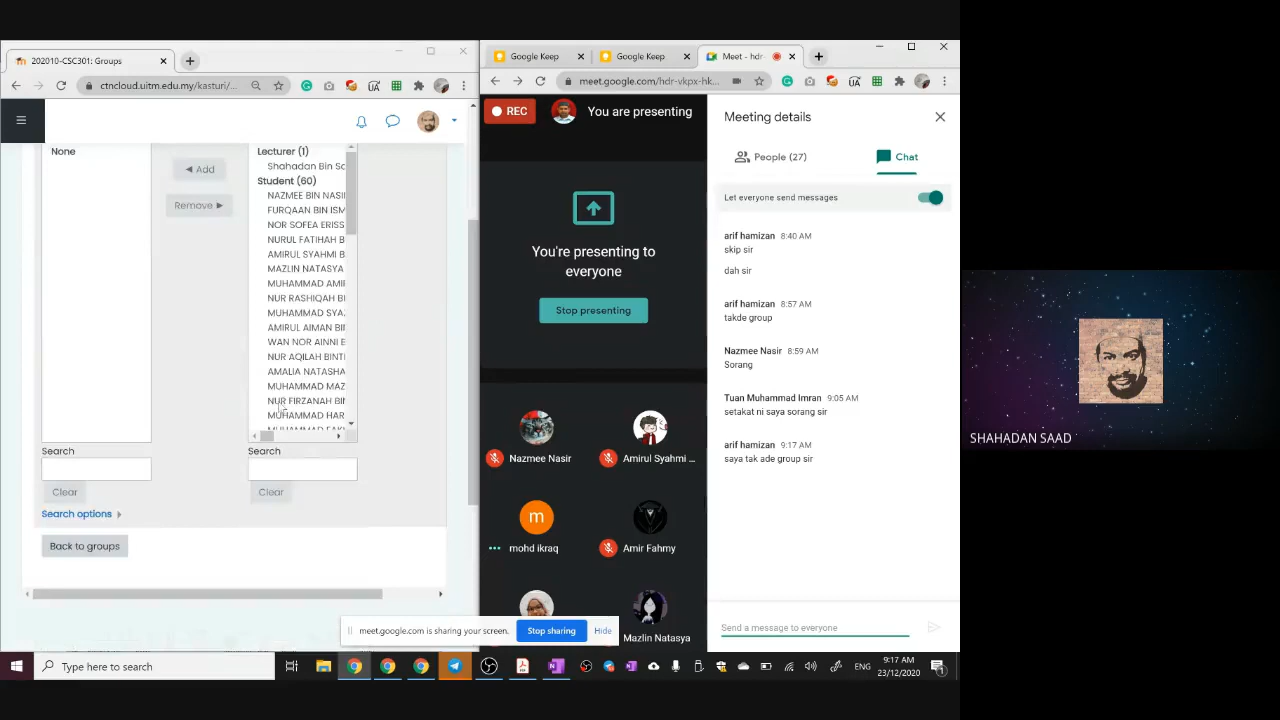 202010-CSC301: Groups
ctncloud.uitm.edu.my/kasturi/...
None
Add
Remove
Lecturer (1)
Shahadan Bin Sa
Student (60)
NAZMEE BIN NASI
FURQAAN BIN ISM
NOR SOFEA ERISS
NURUL FATIHAH B
AMIRUL SYAHMI B
MAZLIN NATASYA
MUHAMMAD AMI
NUR RASHIQAH BI
MUHAMMAD SYA
AMIRUL AIMAN BI
WAN NOR AINNI B
NUR AQILAH BINT
AMALIA NATASHA
MUHAMMAD MAZ
NUR FIRZANAH BI
MUHAMMAD HAR
Search
Clear
Search
Clear
Search options
Back to groups
Google Keep
Google Keep
Meet - hdr
meet.google.com/hdr-vkpx-hk...
REC
You are presenting
You're presenting to
everyone
Stop presenting
Nazmee Nasir
Amirul Syahmi ...
m
mohd ikraq
Amir Fahmy
Mazlin Natasya
Meeting details
People (27)
Chat
Let everyone send messages
arif hamizan 8:40 AM
skip sir
dah sir
arif hamizan 8:57 AM
takde group
Nazmee Nasir 8:59 AM
Sorang
Tuan Muhammad Imran 9:05 AM
setakat ni saya sorang sir
arif hamizan 9:17 AM
saya tak ade group sir
Send a message to everyone
meet.google.com is sharing your screen.
Stop sharing
Hide
Type here to search
ENG
9:17 AM
23/12/2020
1
SHAHADAN SAAD